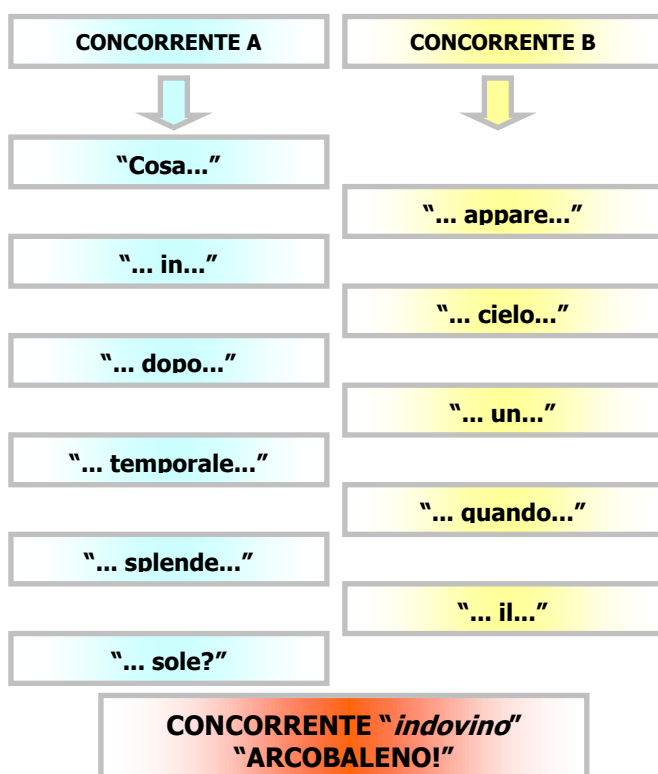 CONCORRENTE A
CONCORRENTE B
“Cosa...”
“... appare...”
“... in...”
“... cielo...”
“... dopo...”
“... un...”
“... temporale...”
“... quando...”
“... splende...”
“... il...”
“... sole?”
CONCORRENTE “indovino”
“ARCOBALENO!”